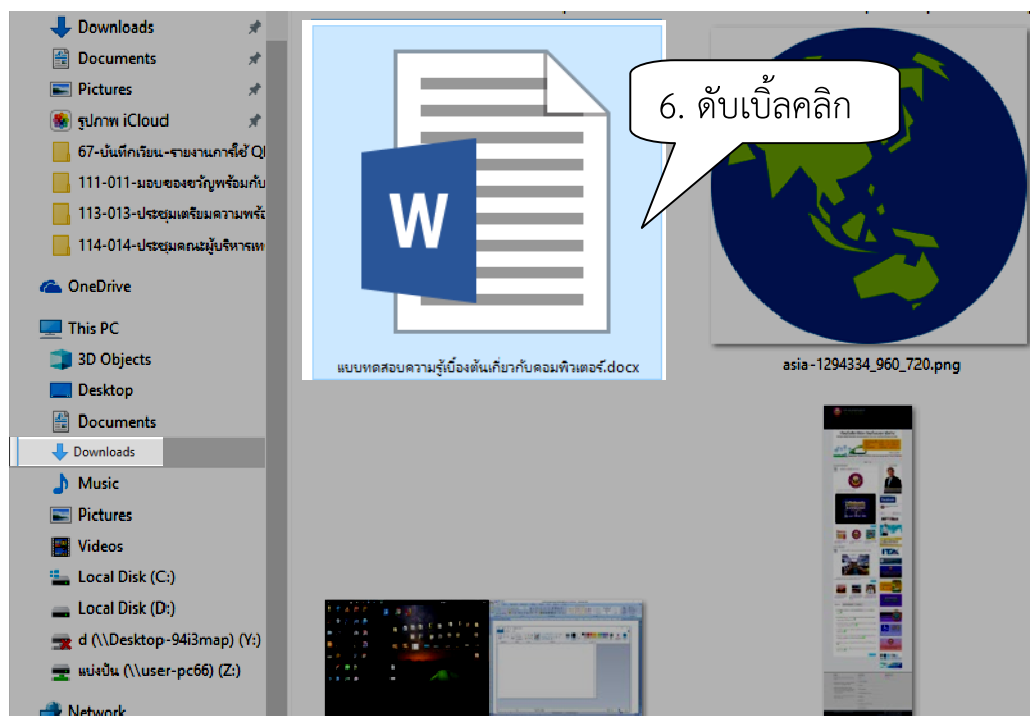 Downloads
Documents
Pictures
รูปภาพ iCloud
67-บันทึกเวียน-รายงานการใช้ QI
111-011-มอบของขวัญพร้อมกับ
113-013-ประชุมเตรียมความพร้อ
114-014-ประชุมคณะผู้บริหารเท
OneDrive
This PC
3D Objects
Desktop
Documents
Downloads
Music
Pictures
Videos
Local Disk (C:)
Local Disk (D:)
d (\\Desktop-94i3map) (Y:)
แบ่งปัน (\\user-pc66) (Z:)
Network
W
6. ดับเบิ้ลคลิก
แบบทดสอบความรู้เบื้องต้นเกี่ยวกับคอมพิวเตอร์.docx
asia-1294334_960_720.png